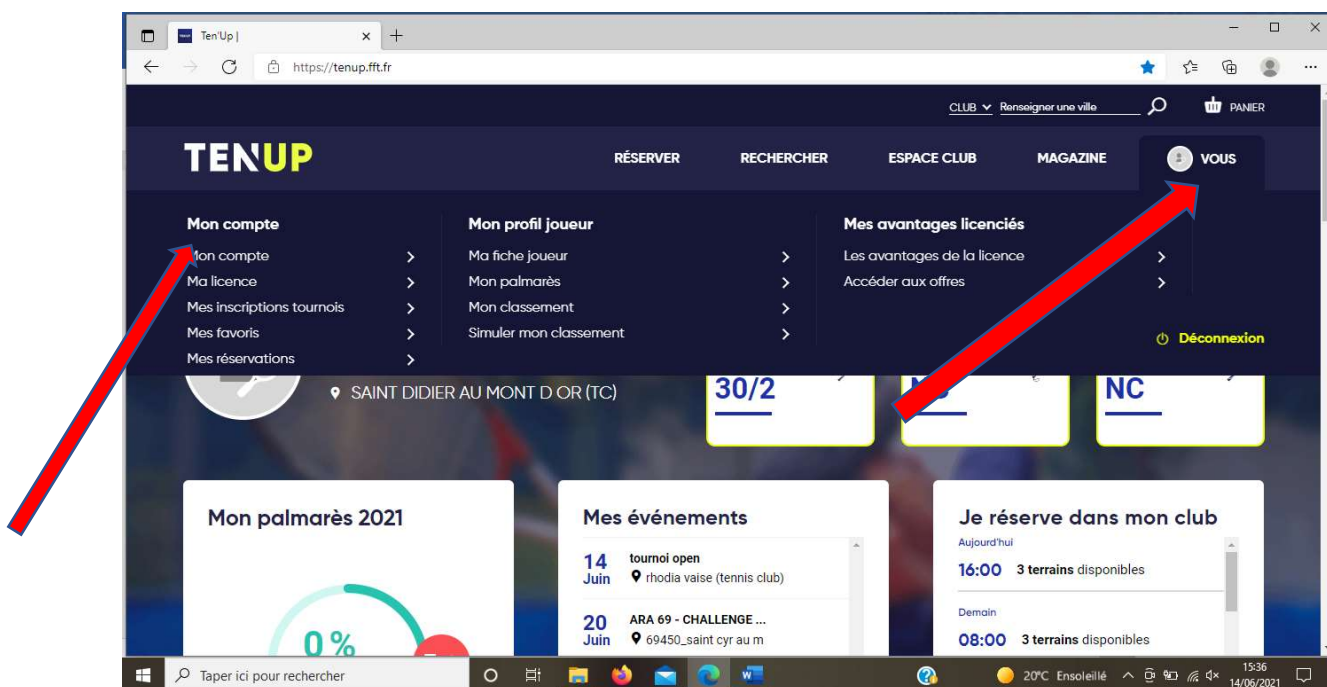 Ten'Up |
https://tenup.fft.fr
CLUB Renseigner une ville PANIER
TENUP RÉSERVER RECHERCHER ESPACE CLUB MAGAZINE VOUS
Mon compte
Mon compte
Ma licence
Mes inscriptions tournois
Mes favoris
Mes réservations
Mon profil joueur
Ma fiche joueur
Mon palmarès
Mon classement
Simuler mon classement
Mes avantages licenciés
Les avantages de la licence
Accéder aux offres
Déconnexion
SAINT DIDIER AU MONT D OR (TC)
30/2
NC
Mon palmarès 2021
0 %
Mes événements
14 Juin
tournoi open
rhodia vaise (tennis club)
20 Juin
ARA 69 - CHALLENGE ...
69450_saint cyr au m
Je réserve dans mon club
Aujourd'hui
16:00 3 terrains disponibles
Demain
08:00 3 terrains disponibles
Taper ici pour rechercher
20°C Ensoleillé
15:36
14/06/2021